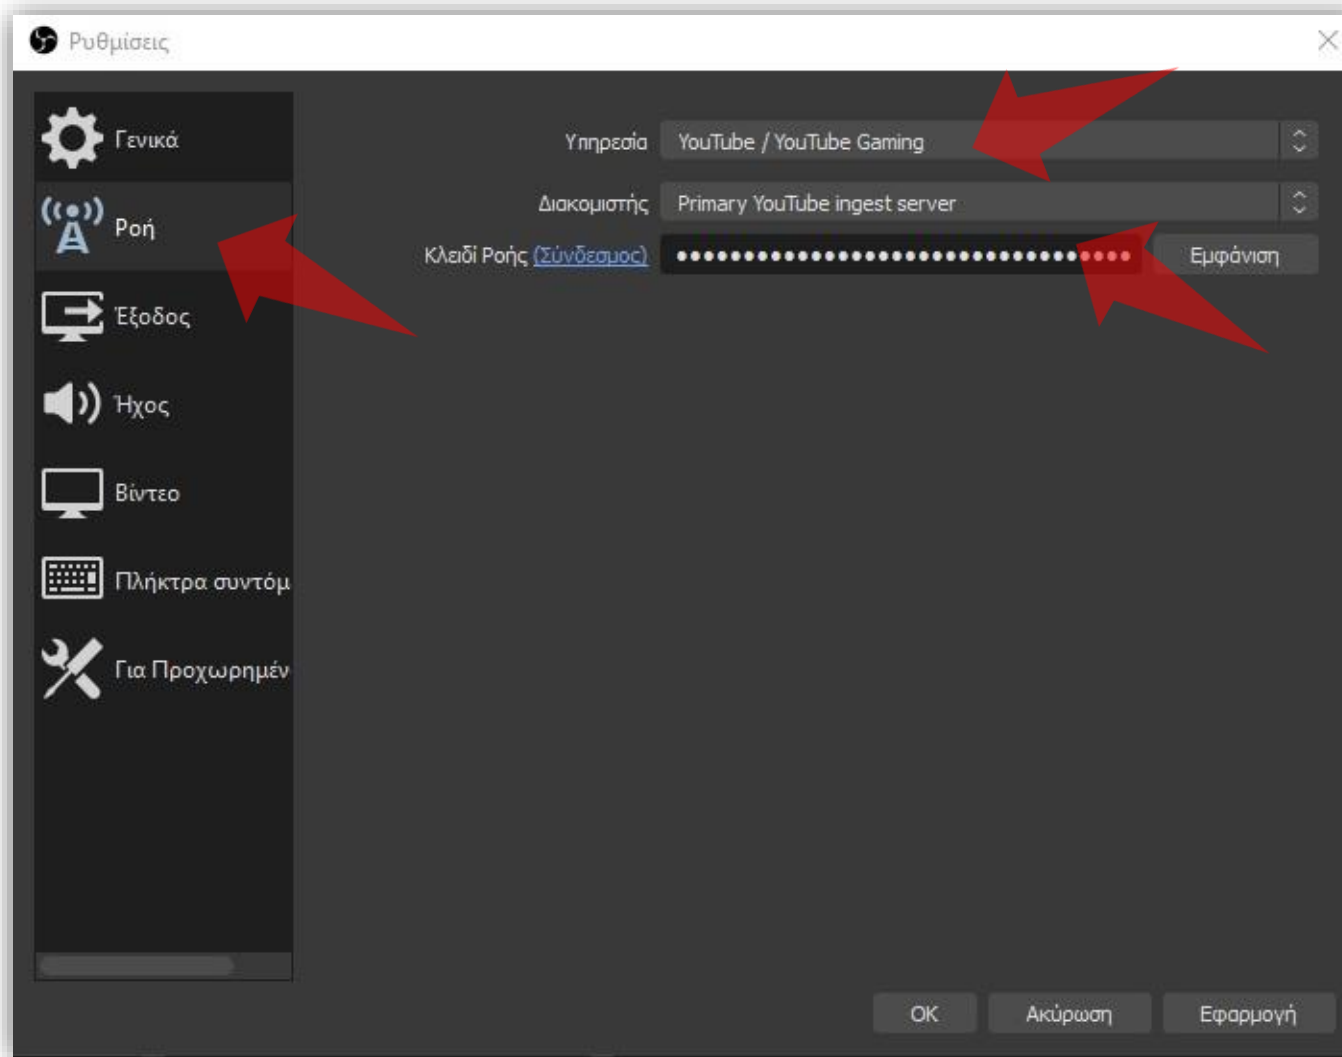 Ρυθμίσεις
Γενικά
Ροή
Έξοδος
Ήχος
Βίντεο
Πλήκτρα συντόμ
Για Προχωρημέν
Υπηρεσία YouTube / YouTube Gaming
Διακομιστής Primary YouTube ingest server
Κλειδί Ροής (Σύνδεσμος) ●●●●●●●●●●●●●●●●●●●●●●●●●●●●●●●●●● Εμφάνιση
OK Ακύρωση Εφαρμογή